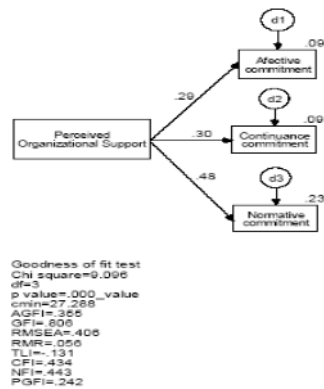 d1
.09
Afective
commitment
.29
d2
.09
Perceived
Organizational Support
.30
Continuance
commitment
.48
d3
.23
Normative
commitment
Goodness of fit test
Chi square=9.096
df=3
p value=.000_value
cmin=27.288
AGFI=.355
GFI=.806
RMSEA=.406
RMR=.056
TLI=-.131
CFI=.434
NFI=.443
PGFI=.242